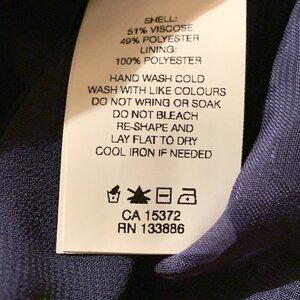 SHELL:
51% VISCOSE
49% POLYESTER
LINING:
100% POLYESTER
HAND WASH COLD
WASH WITH LIKE COLOURS
DO NOT WRING OR SOAK
DO NOT BLEACH
RE-SHAPE AND
LAY FLAT TO DRY
COOL IRON IF NEEDED
CA 15372
RN 133886